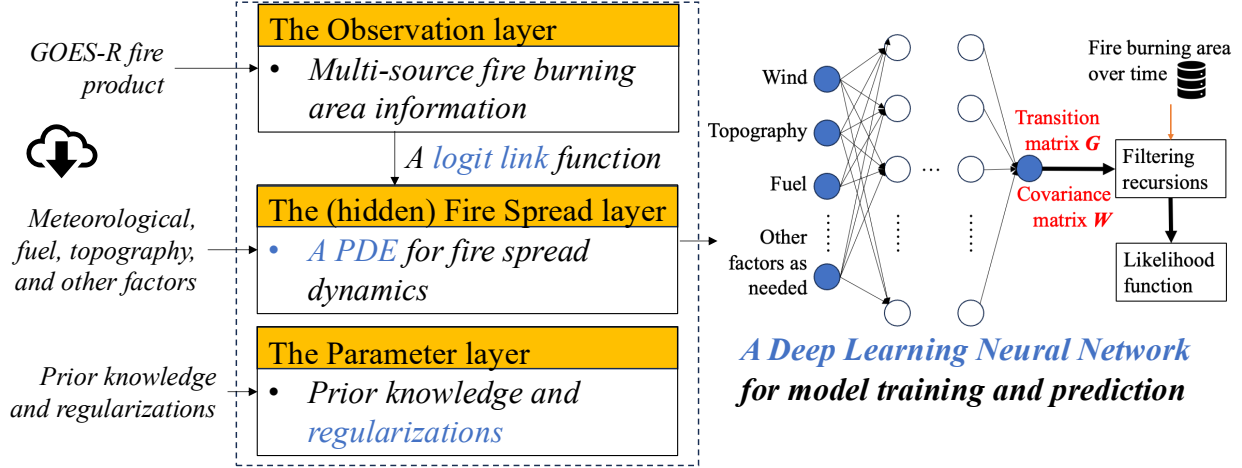 GOES-R fire
product
Meteorological,
fuel, topography,
and other factors
Prior knowledge
and regularizations
The Observation layer
• Multi-source fire burning
area information
A logit link function
The (hidden) Fire Spread layer
• A PDE for fire spread
dynamics
The Parameter layer
• Prior knowledge and
regularizations
Wind
Topography
Fuel
Other
factors as
needed
Fire burning area
over time
Transition
matrix G
Covariance
matrix W
Filtering
recursions
Likelihood
function
A Deep Learning Neural Network
for model training and prediction